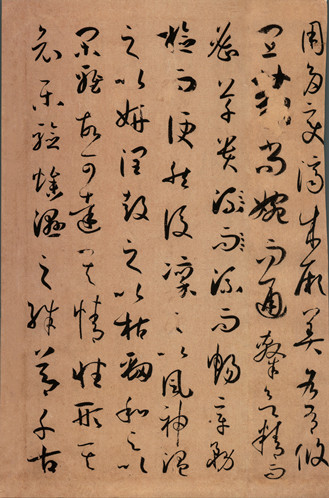 用多變濟成厥美各有攸
宜篆尚婉而通隸欲精而
密草貴流而流而暢章務
檢而便然後凜之以風神溫
之以妍潤鼓之以枯勁和之以
閑雅故可達其情性形其
哀樂驗燥濕之殊節千古